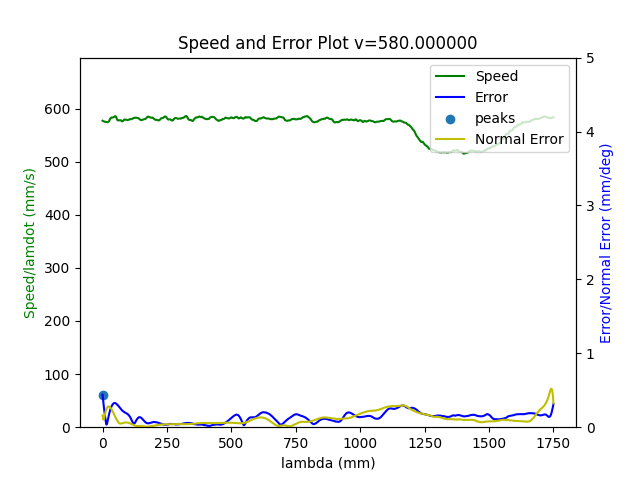 Speed and Error Plot v=580.000000
Speed
Error
peaks
Normal Error
Speed/lamdot (mm/s)
600
500
400
300
200
100
0
5
4
3
2
1
0
Error/Normal Error (mm/deg)
0 250 500 750 1000 1250 1500 1750
lambda (mm)